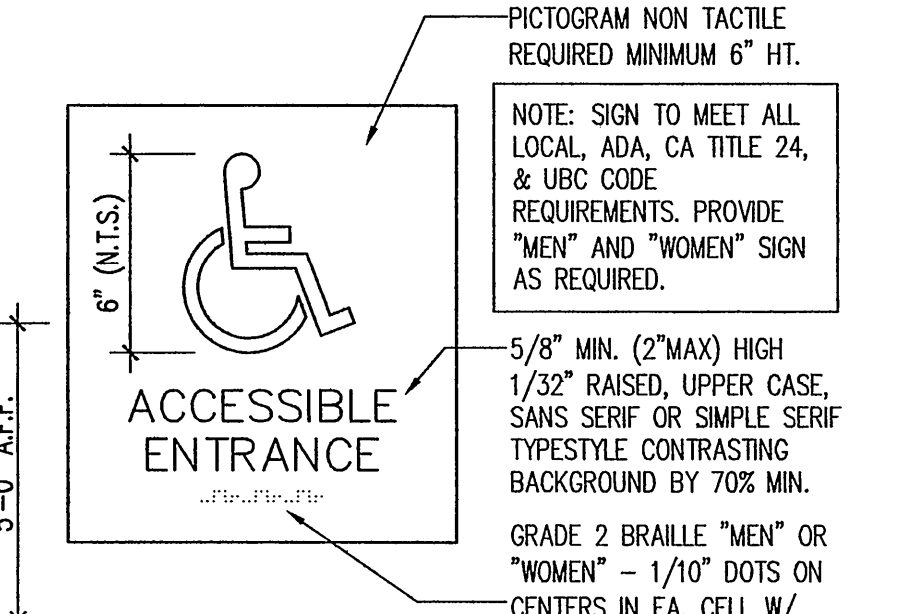 PICTOGRAM NON TACTILE
REQUIRED MINIMUM 6" HT.
NOTE: SIGN TO MEET ALL
LOCAL, ADA, CA TITLE 24,
& UBC CODE
REQUIREMENTS. PROVIDE
"MEN" AND "WOMEN" SIGN
AS REQUIRED.
6" (N.T.S.)
5/8" MIN. (2"MAX) HIGH
1/32" RAISED, UPPER CASE,
SANS SERIF OR SIMPLE SERIF
TYPESTYLE CONTRASTING
BACKGROUND BY 70% MIN.
ACCESSIBLE
ENTRANCE
5'-0" A.F.F.
GRADE 2 BRAILLE "MEN" OR
"WOMEN" – 1/10" DOTS ON
CENTERS IN EA. CELL W/